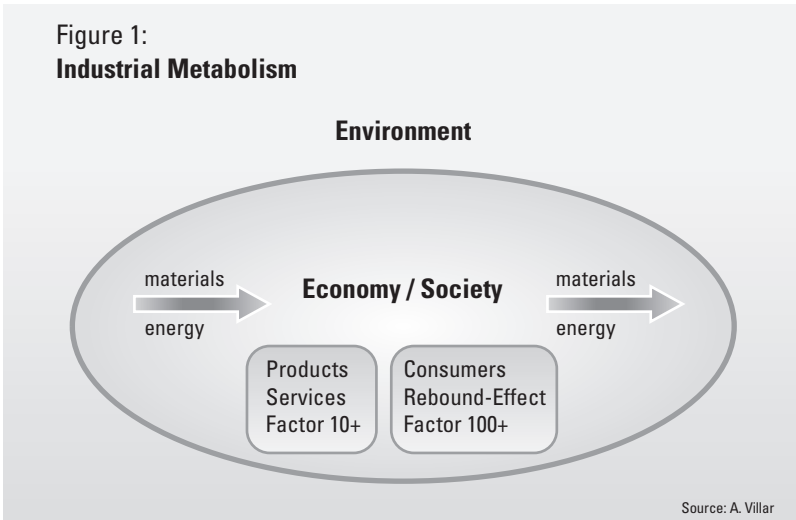 Figure 1:
Industrial Metabolism
Environment
materials
energy
Economy / Society
materials
energy
Products
Services
Factor 10+
Consumers
Rebound-Effect
Factor 100+
Source: A. Villar